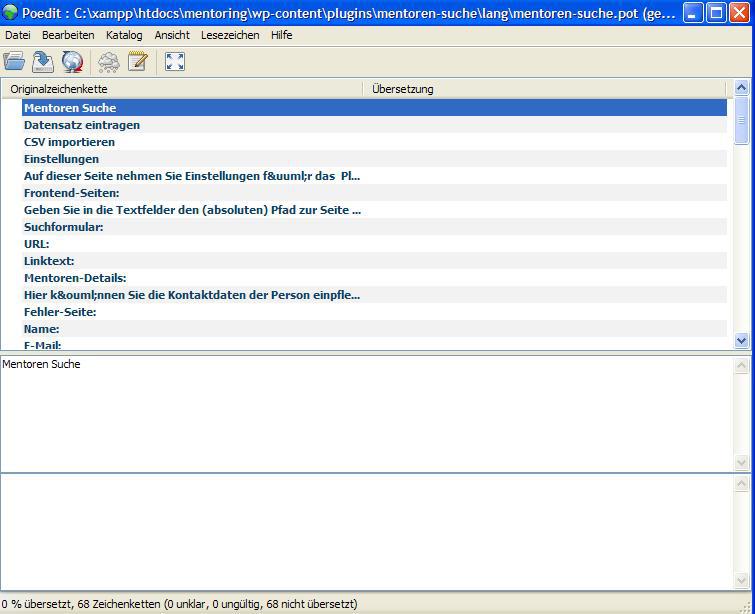 Poedit : C:\xampp\htdocs\mentoring\wp-content\plugins\mentoren-suche\lang\mentoren-suche.pot (ge...
Datei Bearbeiten Katalog Ansicht Lesezeichen Hilfe
Originalzeichenkette Übersetzung
Mentoren Suche
Datensatz eintragen
CSV importieren
Einstellungen
Auf dieser Seite nehmen Sie Einstellungen f&uuml;r das Pl...
Frontend-Seiten:
Geben Sie in die Textfelder den (absoluten) Pfad zur Seite ...
Suchformular:
URL:
Linktext:
Mentoren-Details:
Hier k&ouml;nnen Sie die Kontaktdaten der Person einpfle...
Fehler-Seite:
Name:
E-Mail:
Mentoren Suche
0 % übersetzt, 68 Zeichenketten (0 unklar, 0 ungültig, 68 nicht übersetzt)